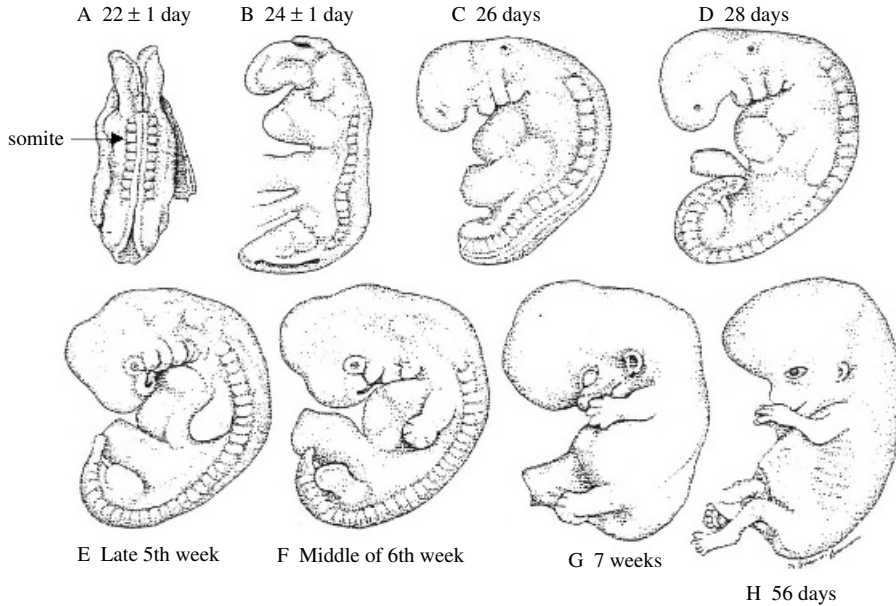 A 22 ± 1 day
B 24 ± 1 day
C 26 days
D 28 days
somite
E Late 5th week
F Middle of 6th week
G 7 weeks
H 56 days